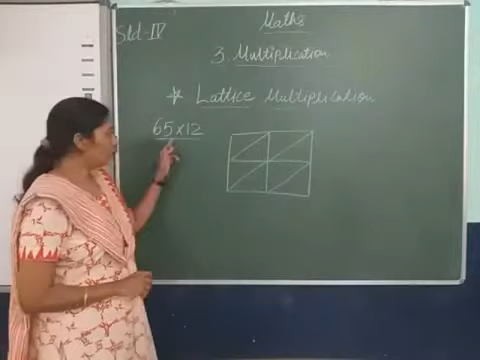 Maths
Std-IV
3. Multiplication
* Lattice Multiplication
65x12